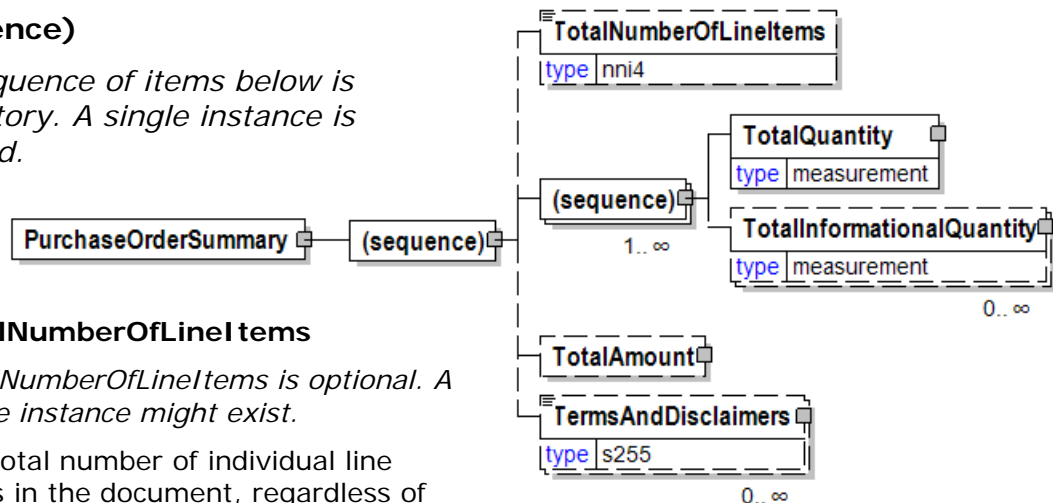 ence)
quence of items below is
tory. A single instance is
d.
lNumberOfLineItems
NumberOfLineItems is optional. A
e instance might exist.
otal number of individual line
s in the document, regardless of
PurchaseOrderSummary
(sequence)
TotalNumberOfLineItems
type nni4
(sequence)
1.. ∞
TotalQuantity
type measurement
TotalInformationalQuantity
type measurement
0.. ∞
TotalAmount
TermsAndDisclaimers
type s255
0.. ∞